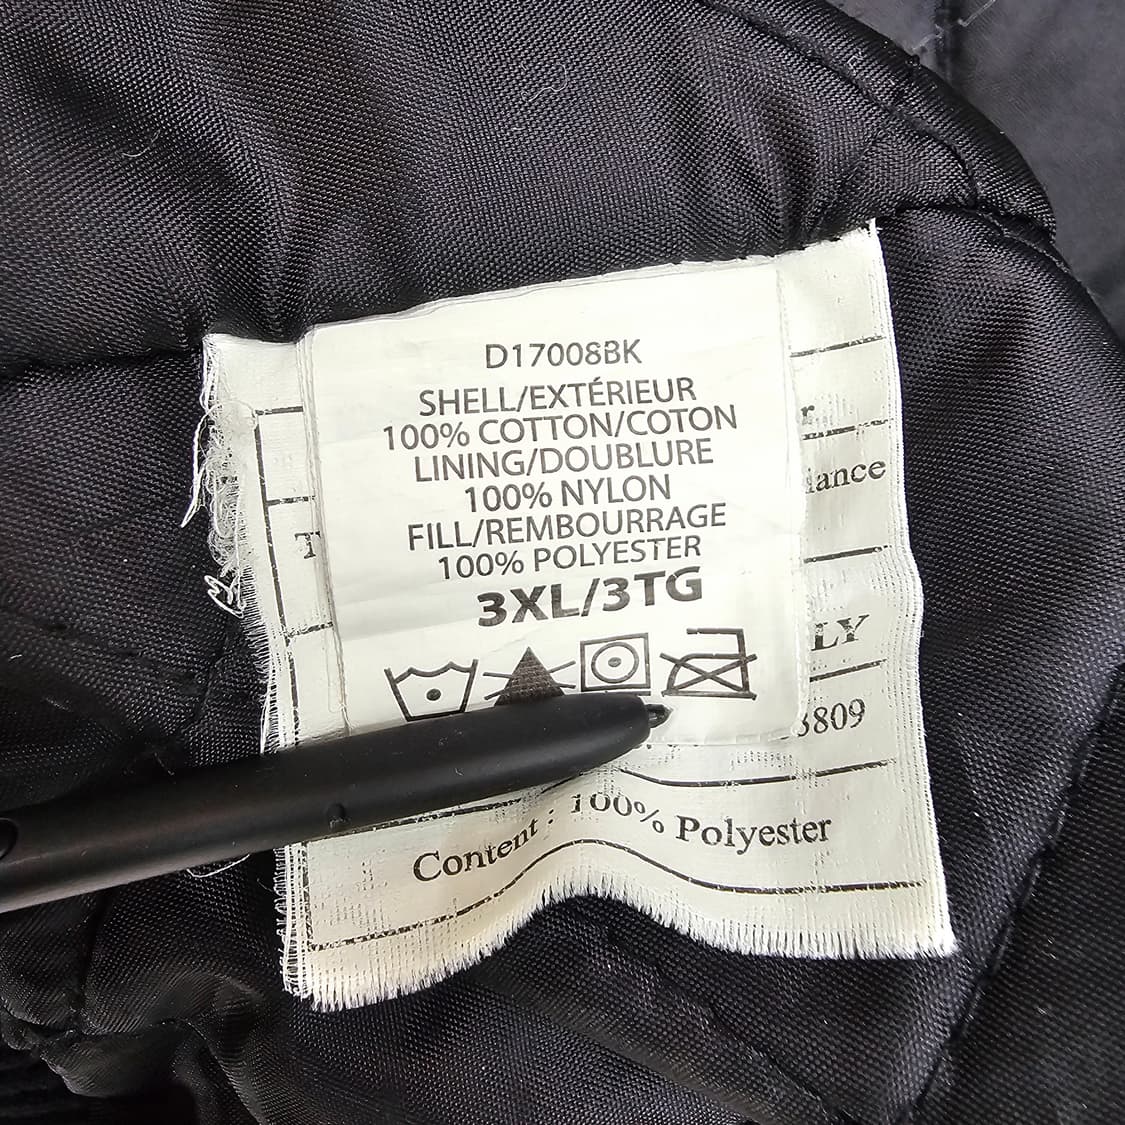 D17008BK
SHELL/EXTÉRIEUR
100% COTTON/COTON
LINING/DOUBLURE
100% NYLON
FILL/REMBOURRAGE
100% POLYESTER
3XL/3TG
Content : 100% Polyester